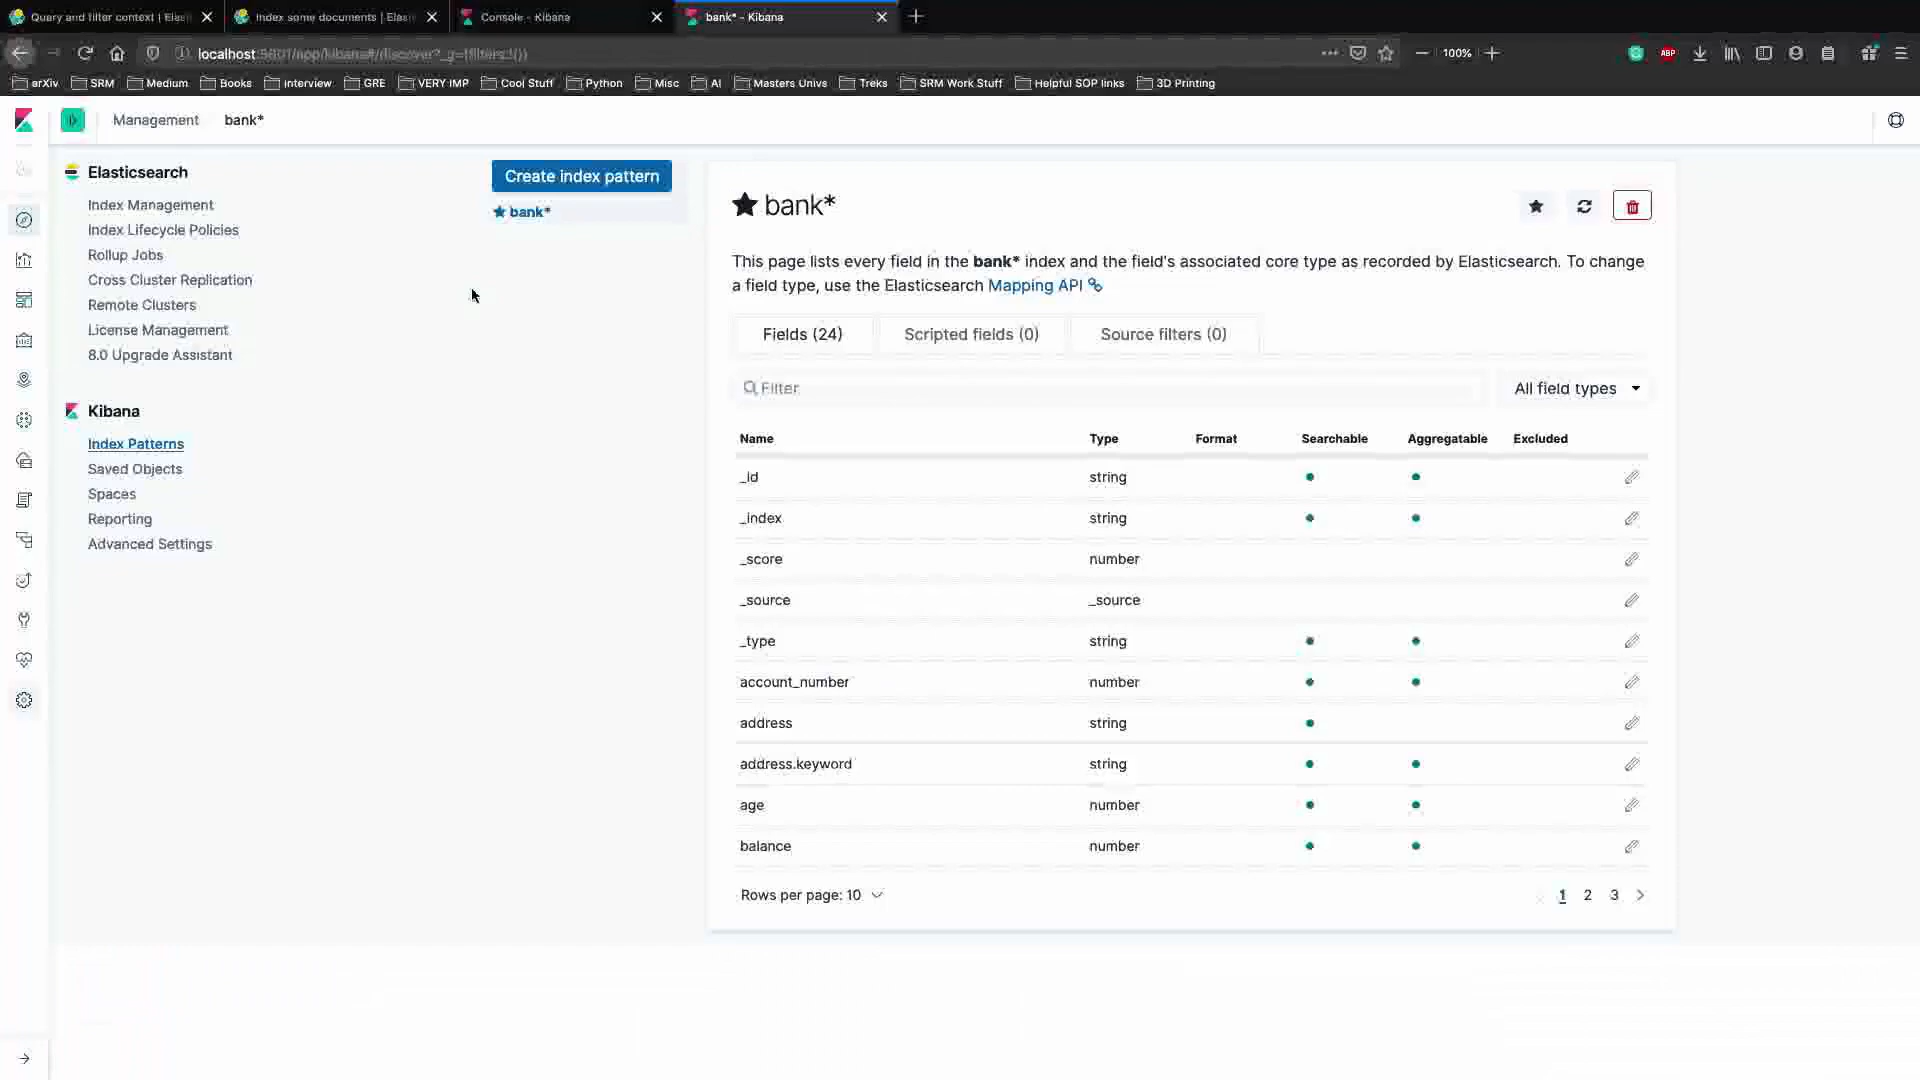 Query and filter context | Elas
Index some documents | Elas
Console - Kibana
bank* - Kibana
localhost:5601/app/kibana#/discover?_g=(filters:!())
100%
ABP
arXiv
SRM
Medium
Books
Interview
GRE
VERY IMP
Cool Stuff
Python
Misc
AI
Masters Univs
Treks
SRM Work Stuff
Helpful SOP links
3D Printing
Management
bank*
Elasticsearch
Index Management
Index Lifecycle Policies
Rollup Jobs
Cross Cluster Replication
Remote Clusters
License Management
8.0 Upgrade Assistant
Kibana
Index Patterns
Saved Objects
Spaces
Reporting
Advanced Settings
Create index pattern
bank*
bank*
This page lists every field in the bank* index and the field's associated core type as recorded by Elasticsearch. To change
a field type, use the Elasticsearch Mapping API
Fields (24)
Scripted fields (0)
Source filters (0)
Filter
All field types
Name Type Format Searchable Aggregatable Excluded
_id string
_index string
_score number
_source _source
_type string
account_number number
address string
address.keyword string
age number
balance number
Rows per page: 10
1 2 3